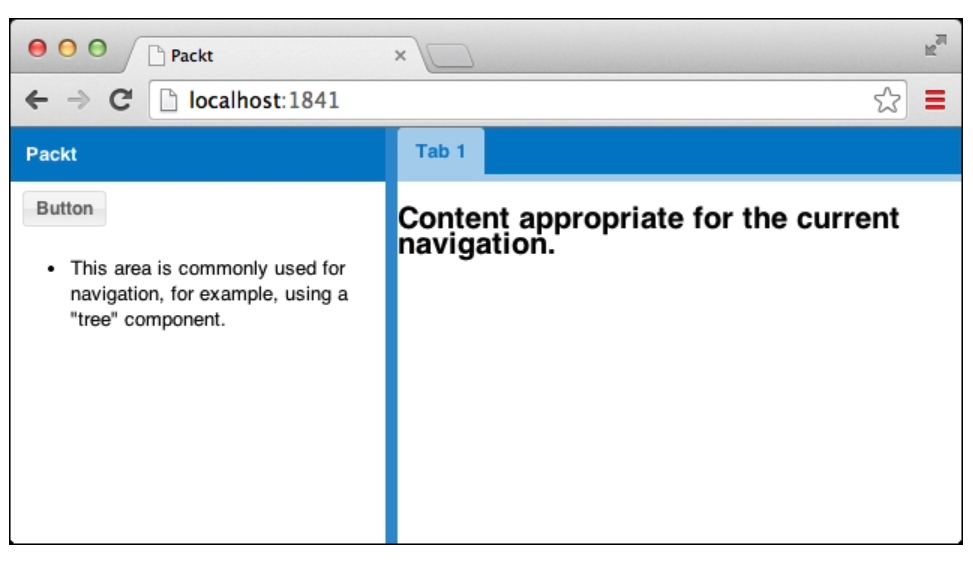 Packt
localhost:1841
Packt
Tab 1
Button
Content appropriate for the current
navigation.
• This area is commonly used for
navigation, for example, using a
"tree" component.